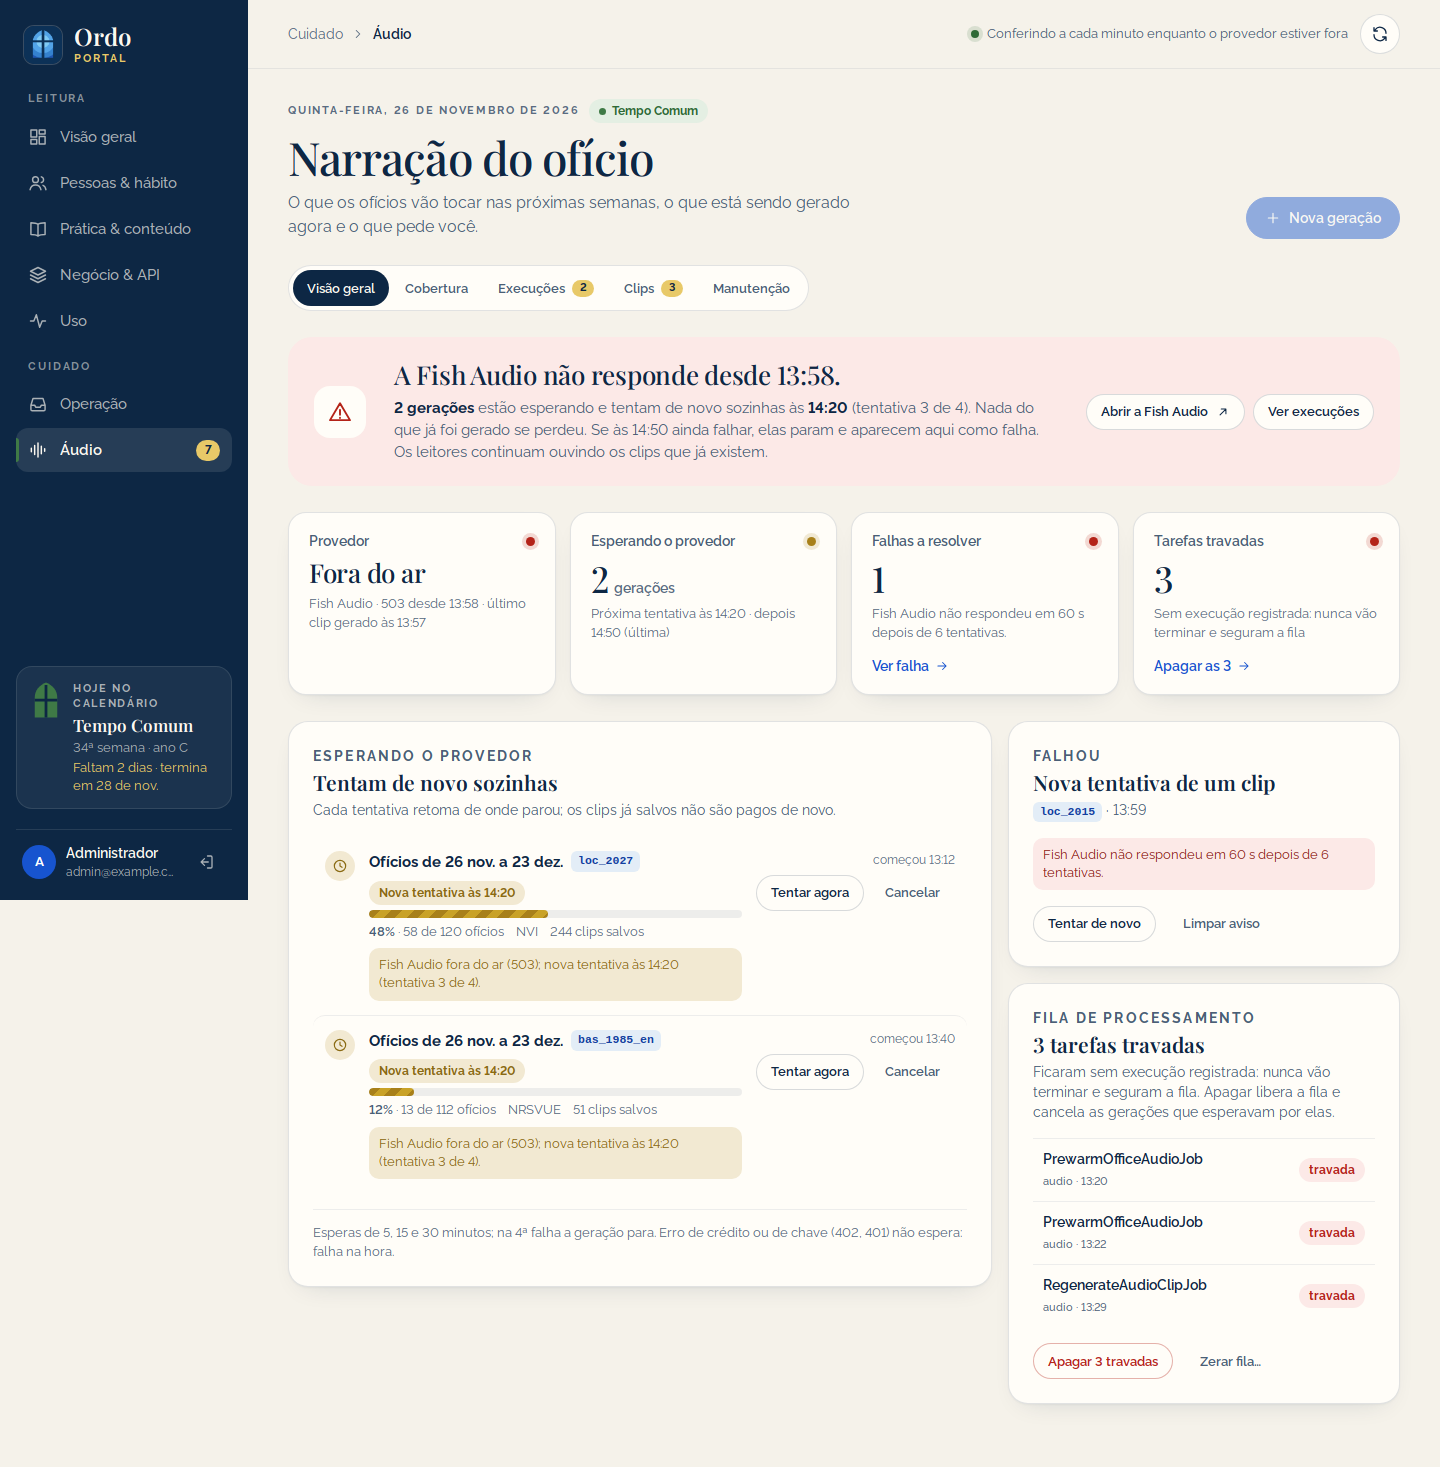 Ordo
PORTAL
LEITURA
Visão geral
Pessoas & hábito
Prática & conteúdo
Negócio & API
Uso
CUIDADO
Operação
Áudio 7
HOJE NO
CALENDÁRIO
Tempo Comum
34ª semana · ano C
Faltam 2 dias · termina
em 28 de nov.
A
Administrador
admin@example.c…
Cuidado > Áudio
Conferindo a cada minuto enquanto o provedor estiver fora
QUINTA-FEIRA, 26 DE NOVEMBRO DE 2026
Tempo Comum
Narração do ofício
O que os ofícios vão tocar nas próximas semanas, o que está sendo gerado
agora e o que pede você.
+ Nova geração
Visão geral
Cobertura
Execuções 2
Clips 3
Manutenção
A Fish Audio não responde desde 13:58.
2 gerações estão esperando e tentam de novo sozinhas às 14:20 (tentativa 3 de 4). Nada do
que já foi gerado se perdeu. Se às 14:50 ainda falhar, elas param e aparecem aqui como falha.
Os leitores continuam ouvindo os clips que já existem.
Abrir a Fish Audio ↗
Ver execuções
Provedor
Fora do ar
Fish Audio · 503 desde 13:58 · último
clip gerado às 13:57
Esperando o provedor
2 gerações
Próxima tentativa às 14:20 · depois
14:50 (última)
Falhas a resolver
1
Fish Audio não respondeu em 60 s
depois de 6 tentativas.
Ver falha →
Tarefas travadas
3
Sem execução registrada: nunca vão
terminar e seguram a fila
Apagar as 3 →
ESPERANDO O PROVEDOR
Tentam de novo sozinhas
Cada tentativa retoma de onde parou; os clips já salvos não são pagos de novo.
Ofícios de 26 nov. a 23 dez. loc_2027
começou 13:12
Nova tentativa às 14:20
Tentar agora
Cancelar
48% · 58 de 120 ofícios NVI 244 clips salvos
Fish Audio fora do ar (503); nova tentativa às 14:20
(tentativa 3 de 4).
Ofícios de 26 nov. a 23 dez. bas_1985_en
começou 13:40
Nova tentativa às 14:20
Tentar agora
Cancelar
12% · 13 de 112 ofícios NRSVUE 51 clips salvos
Fish Audio fora do ar (503); nova tentativa às 14:20
(tentativa 3 de 4).
Esperas de 5, 15 e 30 minutos; na 4ª falha a geração para. Erro de crédito ou de chave (402, 401) não espera:
falha na hora.
FALHOU
Nova tentativa de um clip
loc_2015 · 13:59
Fish Audio não respondeu em 60 s depois de 6
tentativas.
Tentar de novo
Limpar aviso
FILA DE PROCESSAMENTO
3 tarefas travadas
Ficaram sem execução registrada: nunca vão
terminar e seguram a fila. Apagar libera a fila e
cancela as gerações que esperavam por elas.
PrewarmOfficeAudioJob
audio · 13:20
travada
PrewarmOfficeAudioJob
audio · 13:22
travada
RegenerateAudioClipJob
audio · 13:29
travada
Apagar 3 travadas
Zerar fila…